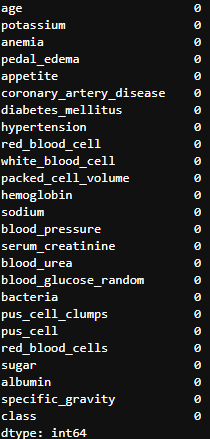 age 0
potassium 0
anemia 0
pedal_edema 0
appetite 0
coronary_artery_disease 0
diabetes_mellitus 0
hypertension 0
red_blood_cell 0
white_blood_cell 0
packed_cell_volume 0
hemoglobin 0
sodium 0
blood_pressure 0
serum_creatinine 0
blood_urea 0
blood_glucose_random 0
bacteria 0
pus_cell_clumps 0
pus_cell 0
red_blood_cells 0
sugar 0
albumin 0
specific_gravity 0
class 0
dtype: int64